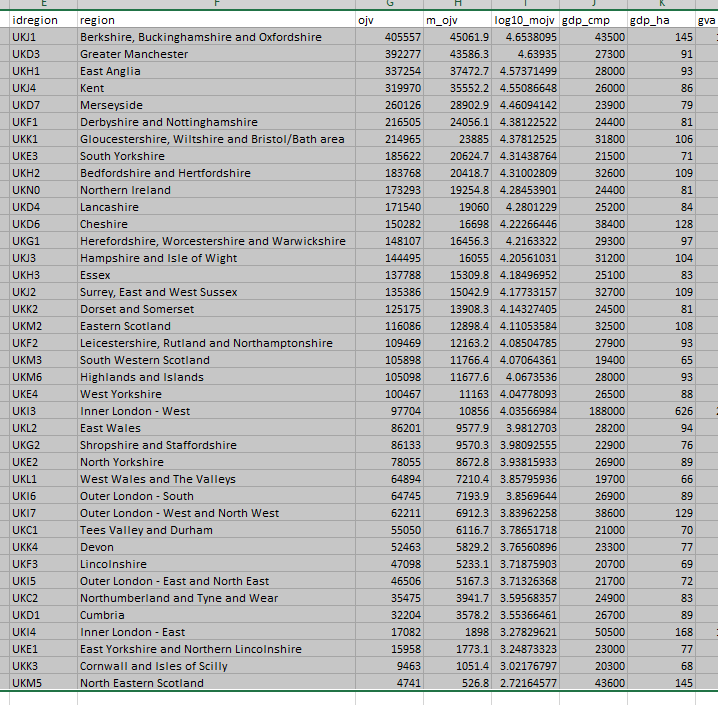 E F G H I J K
idregion region ojv m_ojv log10_mojv gdp_cmp gdp_ha gva
UKJ1 Berkshire, Buckinghamshire and Oxfordshire 405557 45061.9 4.6538095 43500 145
UKD3 Greater Manchester 392277 43586.3 4.63935 27300 91
UKH1 East Anglia 337254 37472.7 4.57371499 28000 93
UKJ4 Kent 319970 35552.2 4.55086648 26000 86
UKD7 Merseyside 260126 28902.9 4.46094142 23900 79
UKF1 Derbyshire and Nottinghamshire 216505 24056.1 4.38122522 24400 81
UKK1 Gloucestershire, Wiltshire and Bristol/Bath area 214965 23885 4.37812525 31800 106
UKE3 South Yorkshire 185622 20624.7 4.31438764 21500 71
UKH2 Bedfordshire and Hertfordshire 183768 20418.7 4.31002809 32600 109
UKN0 Northern Ireland 173293 19254.8 4.28453901 24400 81
UKD4 Lancashire 171540 19060 4.2801229 25200 84
UKD6 Cheshire 150282 16698 4.22266446 38400 128
UKG1 Herefordshire, Worcestershire and Warwickshire 148107 16456.3 4.2163322 29300 97
UKJ3 Hampshire and Isle of Wight 144495 16055 4.20561031 31200 104
UKH3 Essex 137788 15309.8 4.18496952 25100 83
UKJ2 Surrey, East and West Sussex 135386 15042.9 4.17733157 32700 109
UKK2 Dorset and Somerset 125175 13908.3 4.14327405 24500 81
UKM2 Eastern Scotland 116086 12898.4 4.11053584 32500 108
UKF2 Leicestershire, Rutland and Northamptonshire 109469 12163.2 4.08504785 27900 93
UKM3 South Western Scotland 105898 11766.4 4.07064361 19400 65
UKM6 Highlands and Islands 105098 11677.6 4.0673536 28000 93
UKE4 West Yorkshire 100467 11163 4.04778093 26500 88
UKI3 Inner London - West 97704 10856 4.03566984 188000 626
UKL2 East Wales 86201 9577.9 3.9812703 28200 94
UKG2 Shropshire and Staffordshire 86133 9570.3 3.98092555 22900 76
UKE2 North Yorkshire 78055 8672.8 3.93815933 26900 89
UKL1 West Wales and The Valleys 64894 7210.4 3.85795936 19700 66
UKI6 Outer London - South 64745 7193.9 3.8569644 26900 89
UKI7 Outer London - West and North West 62211 6912.3 3.83962258 38600 129
UKC1 Tees Valley and Durham 55050 6116.7 3.78651718 21000 70
UKK4 Devon 52463 5829.2 3.76560896 23300 77
UKF3 Lincolnshire 47098 5233.1 3.71875903 20700 69
UKI5 Outer London - East and North East 46506 5167.3 3.71326368 21700 72
UKC2 Northumberland and Tyne and Wear 35475 3941.7 3.59568357 24900 83
UKD1 Cumbria 32204 3578.2 3.55366461 26700 89
UKI4 Inner London - East 17082 1898 3.27829621 50500 168
UKE1 East Yorkshire and Northern Lincolnshire 15958 1773.1 3.24873323 23000 77
UKK3 Cornwall and Isles of Scilly 9463 1051.4 3.02176797 20300 68
UKM5 North Eastern Scotland 4741 526.8 2.72164577 43600 145